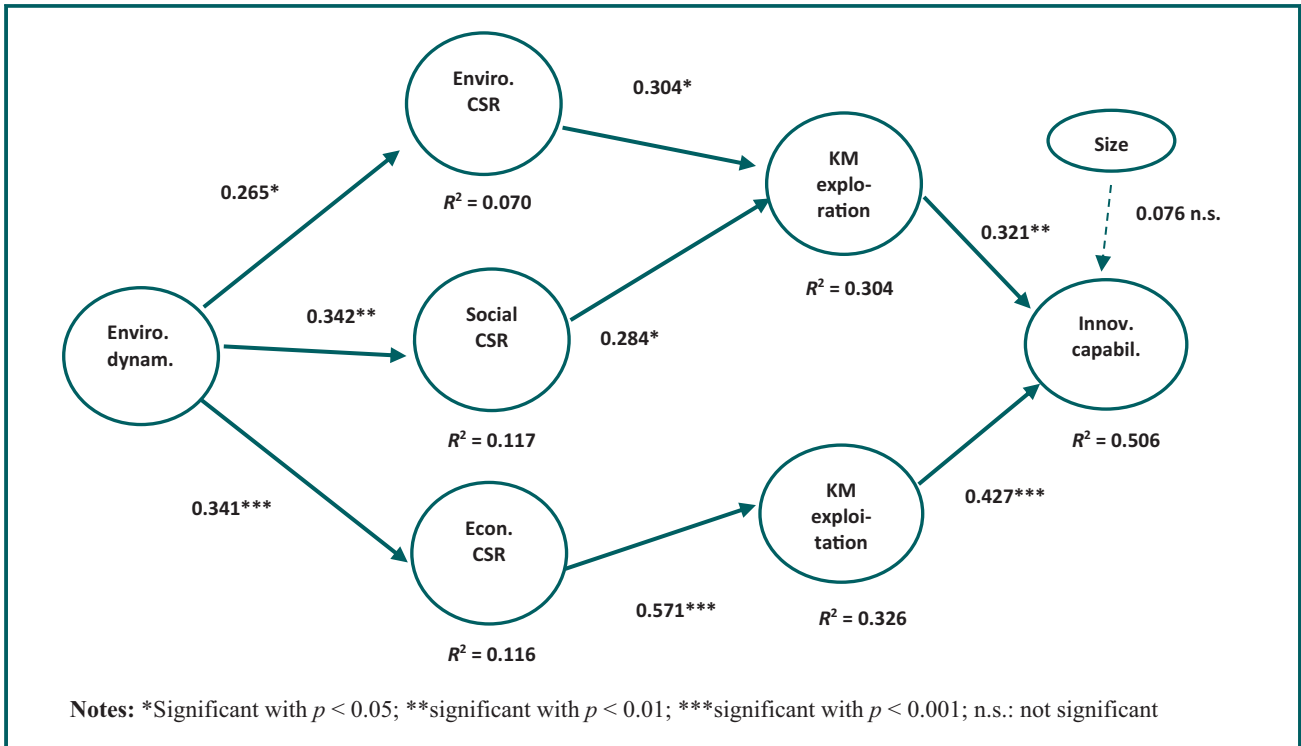 Enviro.
CSR
0.304*
Size
KM
explo-
ration
0.265*
R² = 0.070
0.076 n.s.
0.321**
R² = 0.304
Enviro.
dynam.
0.342**
Social
CSR
0.284*
Innov.
capabil.
R² = 0.117
R² = 0.506
0.341***
Econ.
CSR
KM
exploi-
tation
0.427***
0.571***
R² = 0.326
R² = 0.116
Notes: *Significant with p < 0.05; **significant with p < 0.01; ***significant with p < 0.001; n.s.: not significant